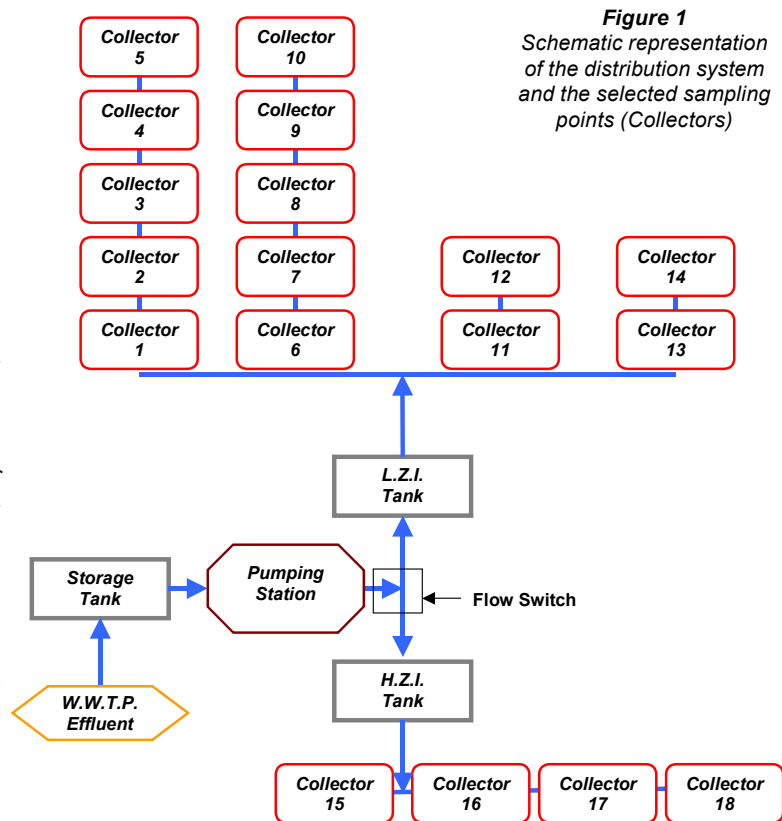 Figure 1
Schematic representation
of the distribution system
and the selected sampling
points (Collectors)
Collector
5
Collector
10
Collector
4
Collector
9
Collector
3
Collector
8
Collector
2
Collector
7
Collector
12
Collector
14
Collector
1
Collector
6
Collector
11
Collector
13
L.Z.I.
Tank
Storage
Tank
Pumping
Station
Flow Switch
H.Z.I.
Tank
W.W.T.P.
Effluent
Collector
15
Collector
16
Collector
17
Collector
18